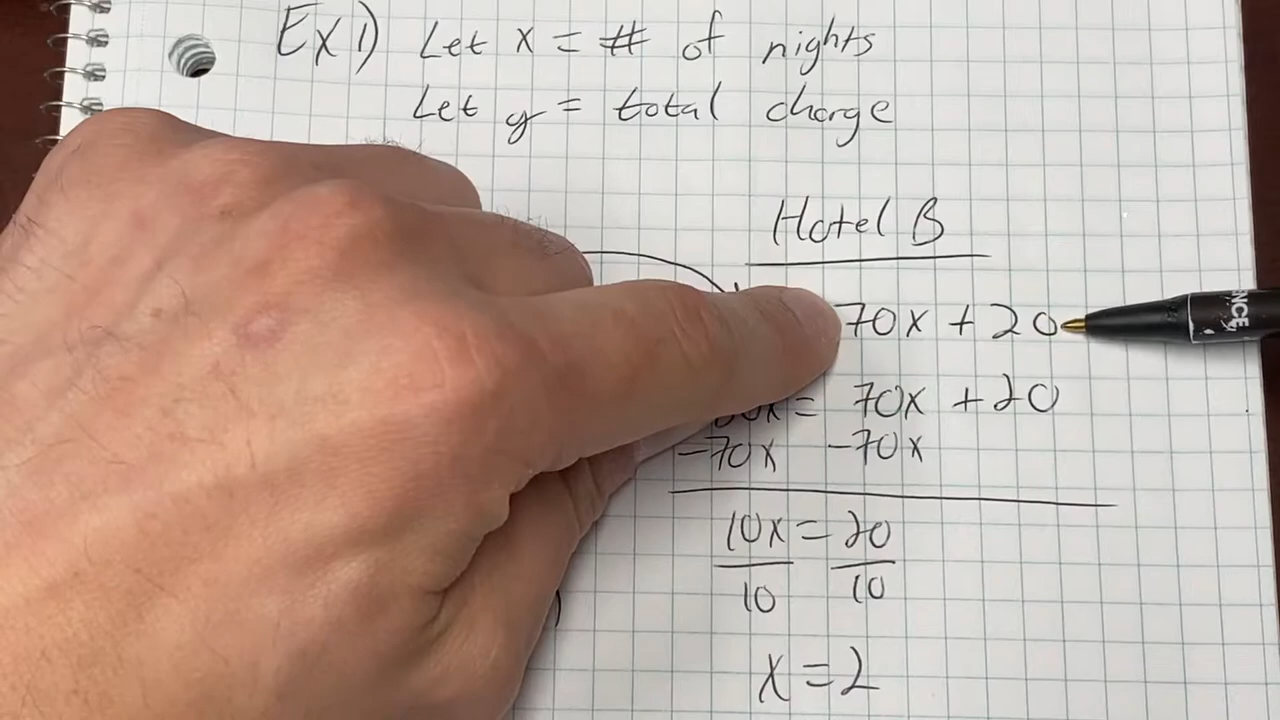 Ex 1) Let x = # of nights
Let y = total charge
Hotel B
70x + 20
= 70x + 20
-70x -70x
10x = 20
10 10
x = 2
NCE